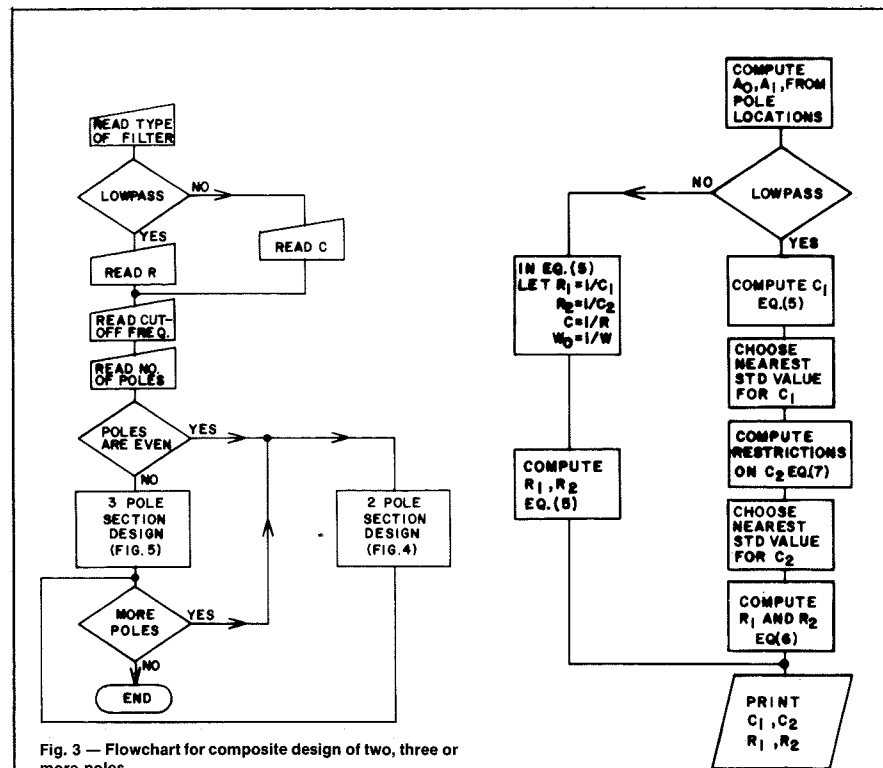 READ TYPE
OF FILTER
LOWPASS
NO
YES
READ C
READ R
READ CUT-
OFF FREQ.
READ NO.
OF POLES
POLES
ARE EVEN
YES
NO
3 POLE
SECTION
DESIGN
(FIG. 5)
2 POLE
SECTION
DESIGN
(FIG. 4)
MORE
POLES
YES
NO
END
Fig. 3 — Flowchart for composite design of two, three or
more poles
COMPUTE
A₀, A₁, FROM
POLE
LOCATIONS
NO
LOWPASS
YES
IN EQ. (5)
LET R₁=1/C₁
R₂=1/C₂
C=1/R
W₀=1/W
COMPUTE C₁
EQ.(5)
CHOOSE
NEAREST
STD VALUE
FOR C₁
COMPUTE
RESTRICTIONS
ON C₂ EQ.(7)
COMPUTE
R₁, R₂
EQ. (5)
CHOOSE
NEAREST
STD VALUE
FOR C₂
COMPUTE
R₁ AND R₂
EQ(6)
PRINT
C₁, C₂
R₁, R₂